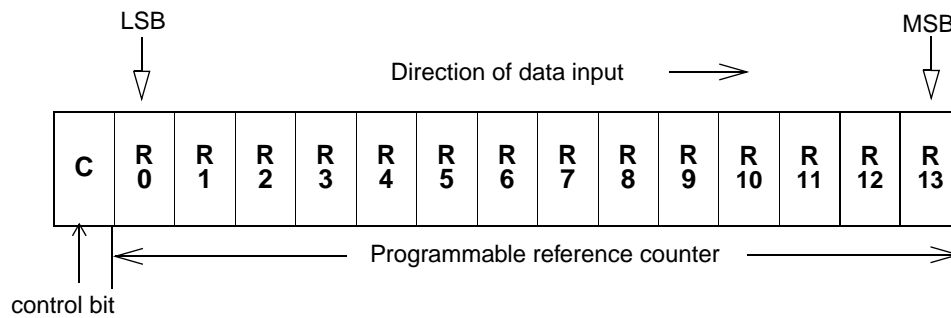 LSB
MSB
Direction of data input
C R 0 R 1 R 2 R 3 R 4 R 5 R 6 R 7 R 8 R 9 R 10 R 11 R 12 R 13
Programmable reference counter
control bit